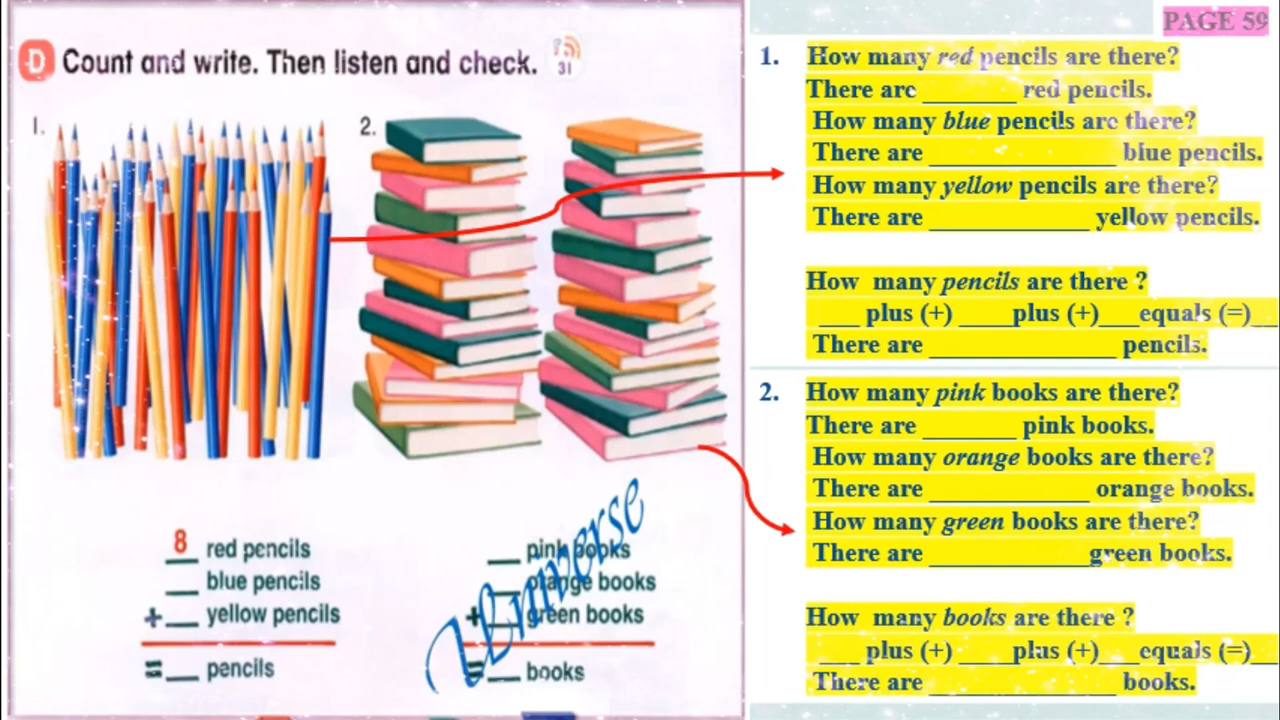 D Count and write. Then listen and check. 31
1.
2.
8 red pencils
___ blue pencils
+ ___ yellow pencils
= ___ pencils
___ pink books
___ orange books
+ ___ green books
= ___ books
Universe
PAGE 59
1. How many red pencils are there?
There are _______ red pencils.
How many blue pencils are there?
There are ______________ blue pencils.
How many yellow pencils are there?
There are ____________ yellow pencils.
How many pencils are there ?
___ plus (+) ____plus (+)___equals (=)__
There are ______________ pencils.
2. How many pink books are there?
There are _______ pink books.
How many orange books are there?
There are ____________ orange books.
How many green books are there?
There are ____________green books.
How many books are there ?
___ plus (+) ____plus (+)___equals (=)__
There are ______________ books.